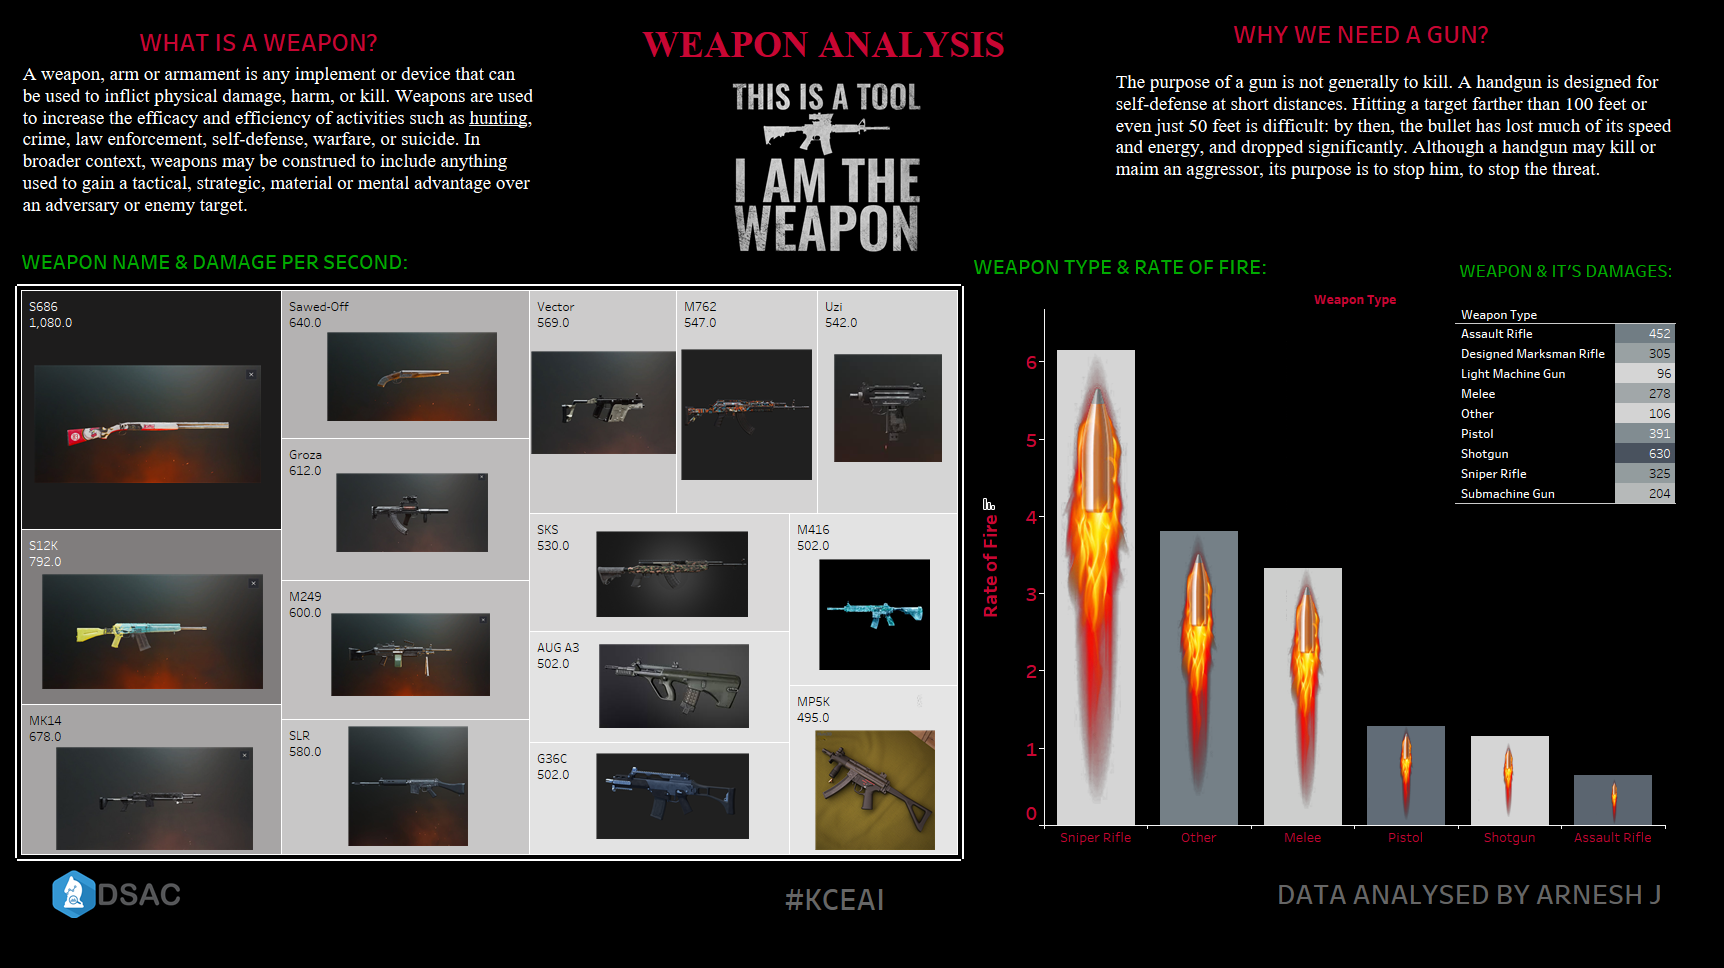 WHAT IS A WEAPON?
A weapon, arm or armament is any implement or device that can
be used to inflict physical damage, harm, or kill. Weapons are used
to increase the efficacy and efficiency of activities such as hunting,
crime, law enforcement, self-defense, warfare, or suicide. In
broader context, weapons may be construed to include anything
used to gain a tactical, strategic, material or mental advantage over
an adversary or enemy target.
WEAPON ANALYSIS
THIS IS A TOOL
I AM THE
WEAPON
WHY WE NEED A GUN?
The purpose of a gun is not generally to kill. A handgun is designed for
self-defense at short distances. Hitting a target farther than 100 feet or
even just 50 feet is difficult: by then, the bullet has lost much of its speed
and energy, and dropped significantly. Although a handgun may kill or
maim an aggressor, its purpose is to stop him, to stop the threat.
WEAPON NAME & DAMAGE PER SECOND:
S686
1,080.0
S12K
792.0
MK14
678.0
Sawed-Off
640.0
Groza
612.0
M249
600.0
SLR
580.0
Vector
569.0
M762
547.0
Uzi
542.0
SKS
530.0
AUG A3
502.0
G36C
502.0
M416
502.0
MP5K
495.0
WEAPON TYPE & RATE OF FIRE:
Weapon Type
Rate of Fire
6
5
4
3
2
1
0
Sniper Rifle
Other
Melee
Pistol
Shotgun
Assault Rifle
WEAPON & IT'S DAMAGES:
Weapon Type
Assault Rifle 452
Designed Marksman Rifle 305
Light Machine Gun 96
Melee 278
Other 106
Pistol 391
Shotgun 630
Sniper Rifle 325
Submachine Gun 204
DSAC
#KCEAI
DATA ANALYSED BY ARNESH J